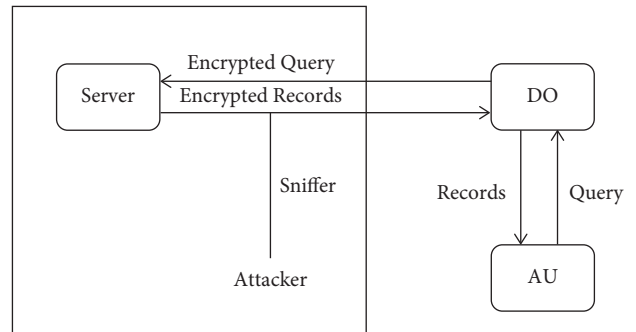 Encrypted Query
Server
Encrypted Records
DO
Sniffer
Records
Query
Attacker
AU